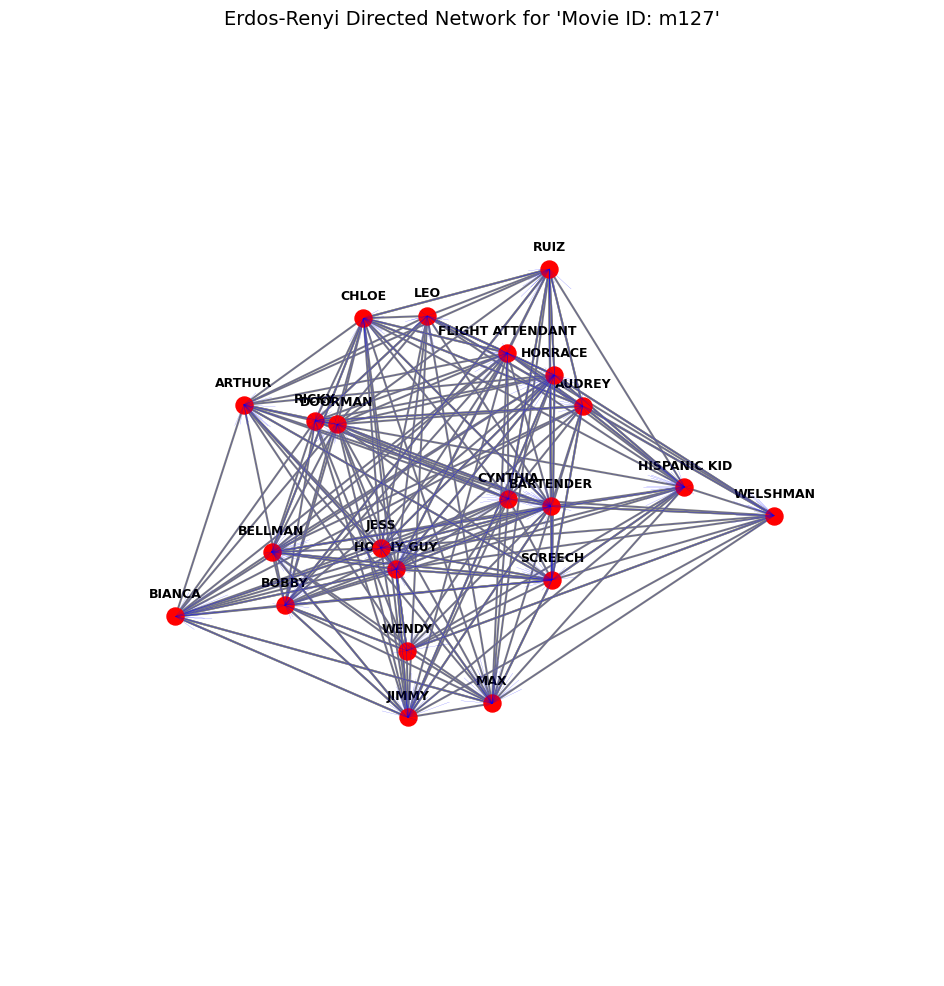 Erdos-Renyi Directed Network for 'Movie ID: m127'
RUIZ
LEO
CHLOE
FLIGHT ATTENDANT
HORRACE
ARTHUR
AUDREY
RICKY
DOORMAN
HISPANIC KID
CYNTHIA
BARTENDER
WELSHMAN
JESS
BELLMAN
HORNY GUY
SCREECH
BOBBY
BIANCA
WENDY
MAX
JIMMY